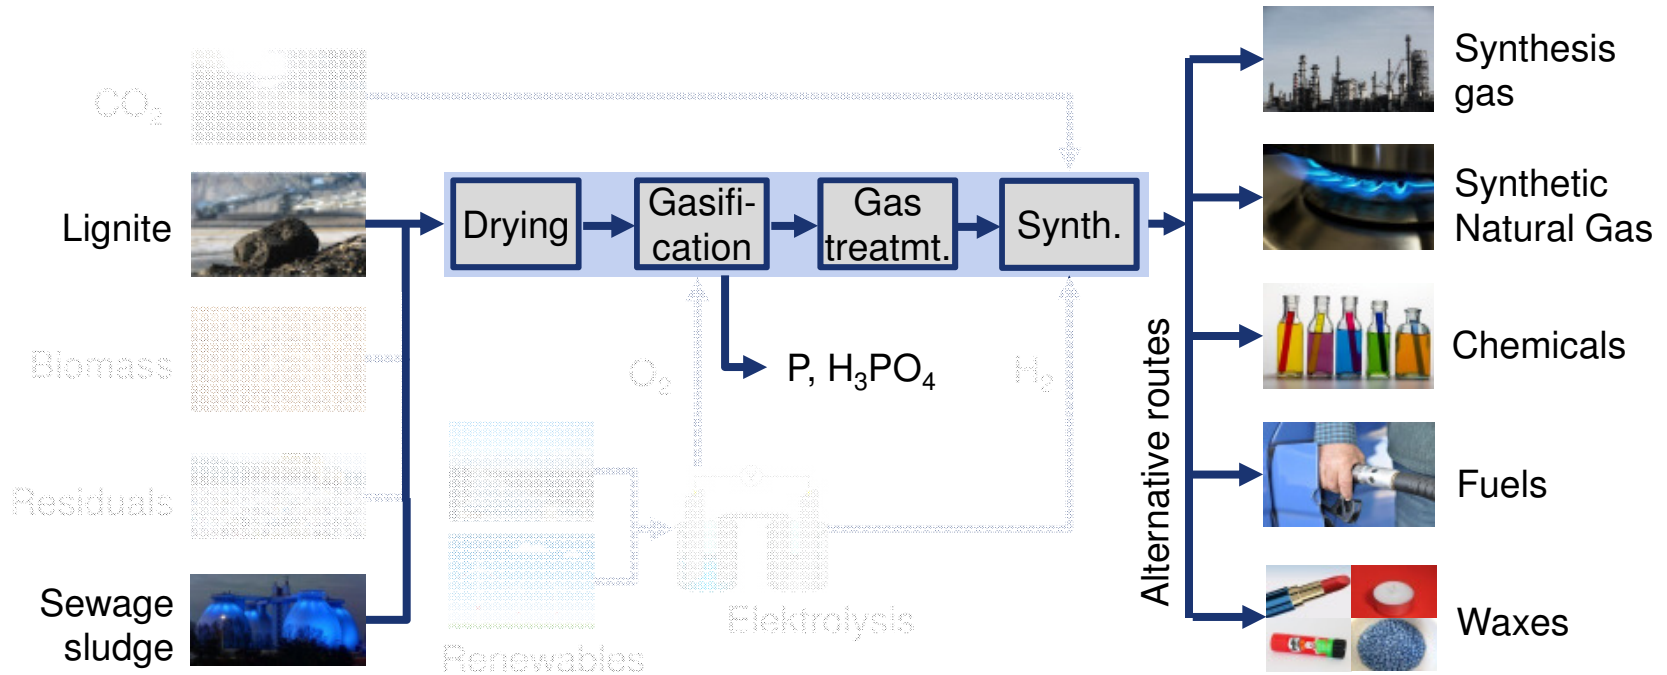 CO₂
Lignite
Biomass
Residuals
Sewage
sludge
Drying
Gasifi-
cation
Gas
treatmt.
Synth.
O₂
P, H₃PO₄
H₂
Renewables
Elektrolysis
Alternative routes
Synthesis
gas
Synthetic
Natural Gas
Chemicals
Fuels
Waxes